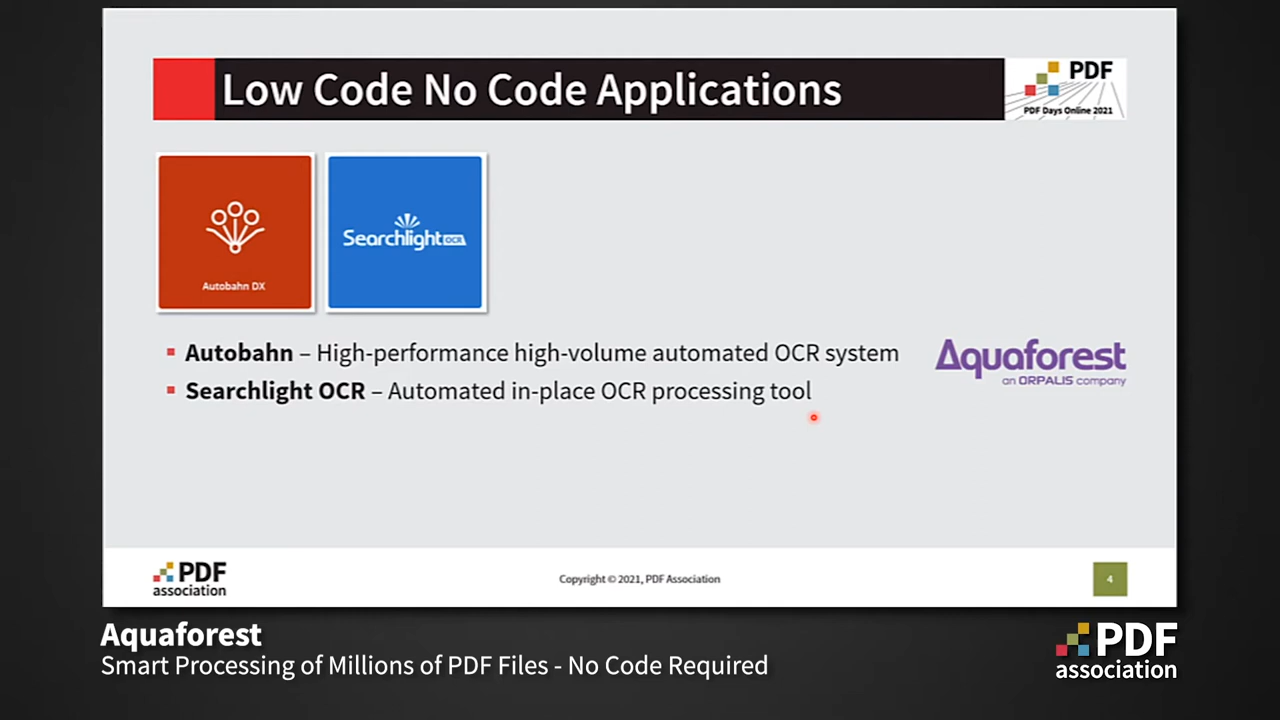 Low Code No Code Applications
PDF
PDF Days Online 2021
Autobahn DX
Searchlight OCR
▪ Autobahn – High-performance high-volume automated OCR system
▪ Searchlight OCR – Automated in-place OCR processing tool
Aquaforest
an ORPALIS company
PDF
association
Copyright © 2021, PDF Association
4
Aquaforest
Smart Processing of Millions of PDF Files - No Code Required
PDF
association